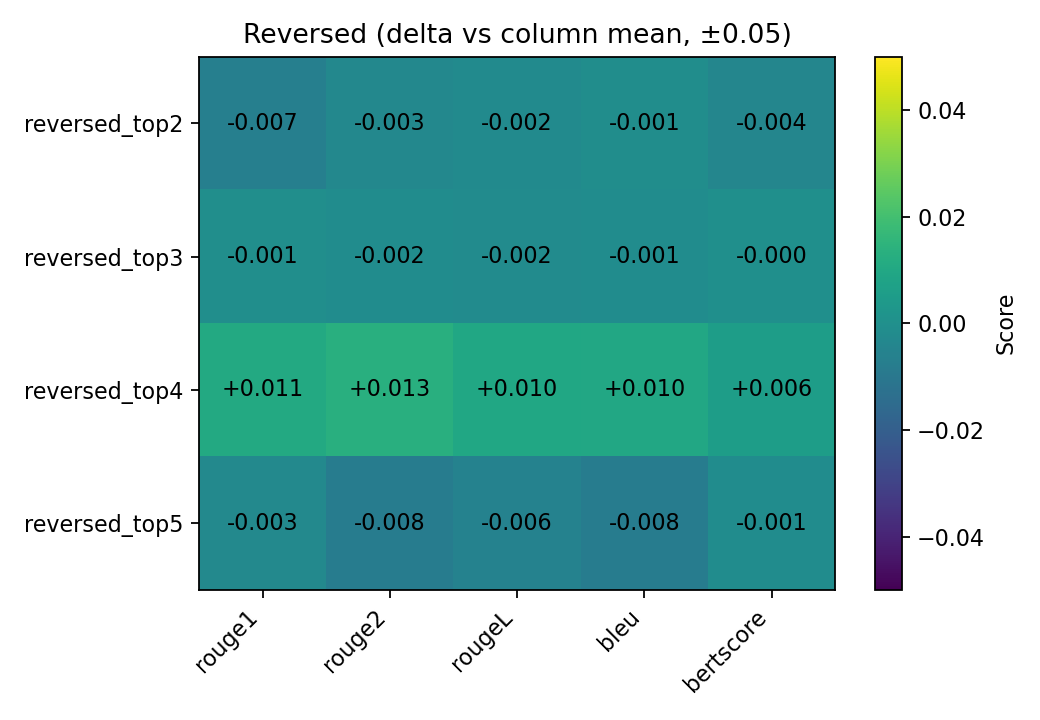 Reversed (delta vs column mean, ±0.05)
reversed_top2 -0.007 -0.003 -0.002 -0.001 -0.004
reversed_top3 -0.001 -0.002 -0.002 -0.001 -0.000
reversed_top4 +0.011 +0.013 +0.010 +0.010 +0.006
reversed_top5 -0.003 -0.008 -0.006 -0.008 -0.001
rouge1 rouge2 rougeL bleu bertscore
0.04
0.02
0.00
−0.02
−0.04
Score